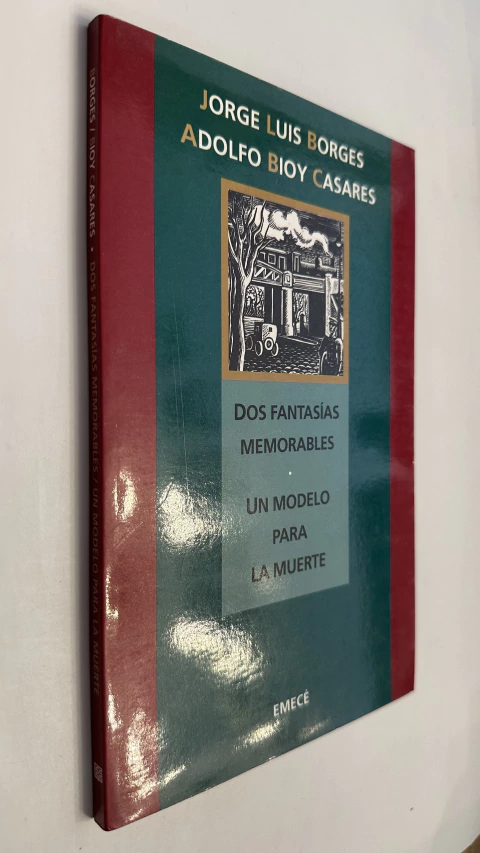 JORGE LUIS BORGES
ADOLFO BIOY CASARES
DOS FANTASÍAS
MEMORABLES
·
UN MODELO
PARA
LA MUERTE
EMECÉ
BORGES / BIOY CASARES · DOS FANTASÍAS MEMORABLES / UN MODELO PARA LA MUERTE